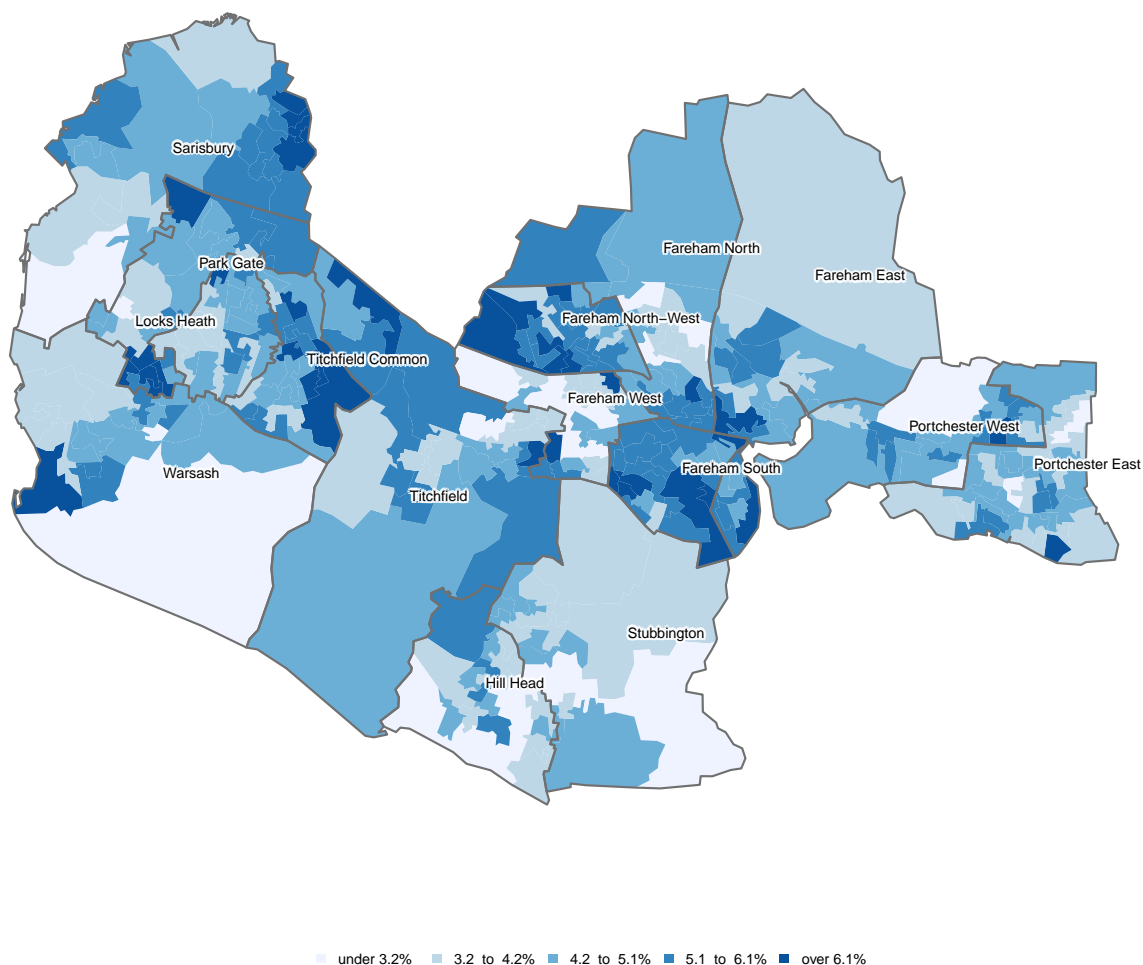 Sarisbury
Fareham North
Park Gate
Fareham East
Fareham North−West
Locks Heath
Titchfield Common
Fareham West
Portchester West
Portchester East
Fareham South
Warsash
Titchfield
Stubbington
Hill Head
under 3.2% 3.2 to 4.2% 4.2 to 5.1% 5.1 to 6.1% over 6.1%